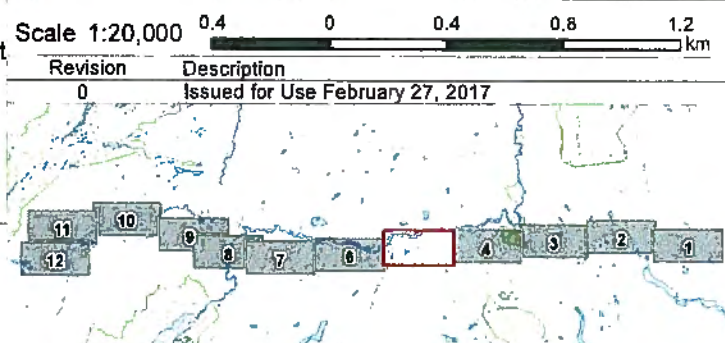 0.4 0 0.4 0.8 1.2
Scale 1:20,000 km
Revision Description
0 Issued for Use February 27, 2017
11 10 9 8 7 6 4 3 2 1
12